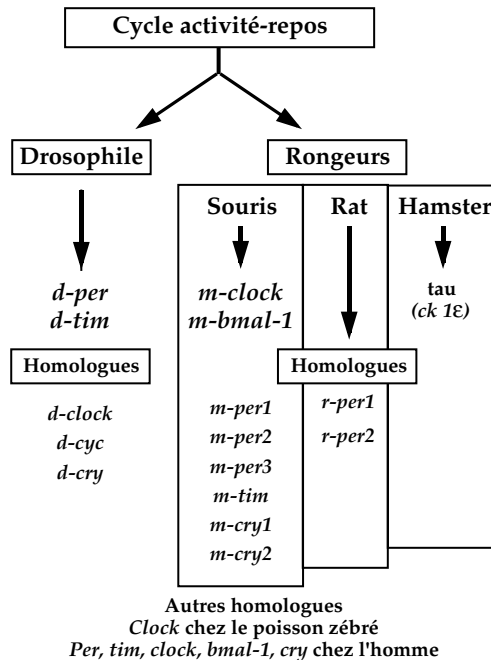 Cycle activité-repos
Drosophile
Rongeurs
d-per
d-tim
Homologues
d-clock
d-cyc
d-cry
Souris
m-clock
m-bmal-1
Rat
Hamster
tau
(ck 1ε)
Homologues
m-per1
m-per2
m-per3
m-tim
m-cry1
m-cry2
r-per1
r-per2
Autres homologues
Clock chez le poisson zébré
Per, tim, clock, bmal-1, cry chez l'homme